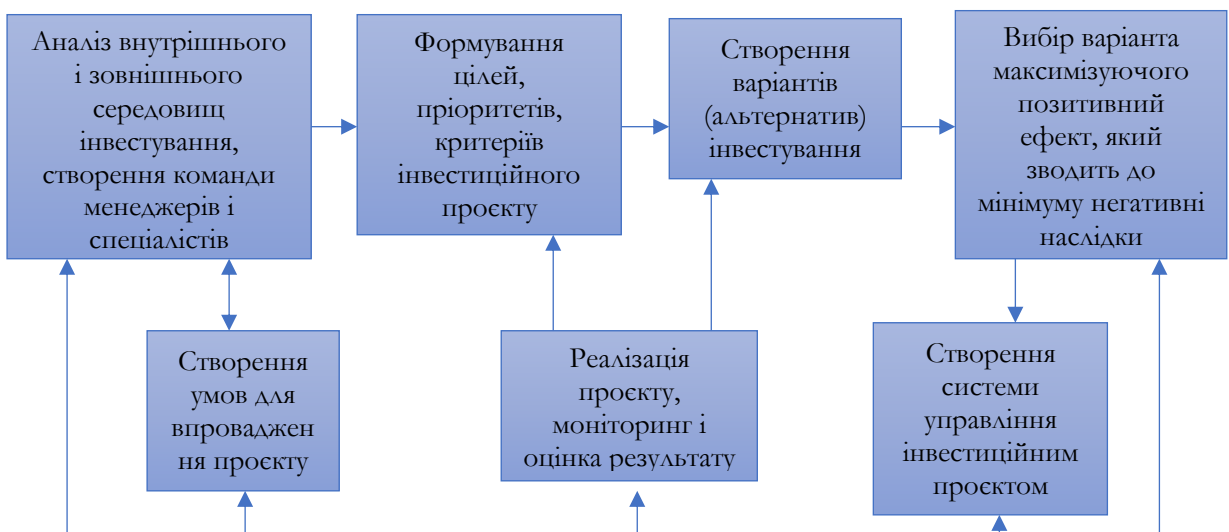 Аналіз внутрішнього
і зовнішнього
середовищ
інвестування,
створення команди
менеджерів і
спеціалістів
Формування
цілей,
пріоритетів,
критеріїв
інвестиційного
проєкту
Створення
варіантів
(альтернатив)
інвестування
Вибір варіанта
максимізуючого
позитивний
ефект, який
зводить до
мінімуму негативні
наслідки
Створення
умов для
впроваджен
ня проєкту
Реалізація
проєкту,
моніторинг і
оцінка результату
Створення
системи
управління
інвестиційним
проєктом